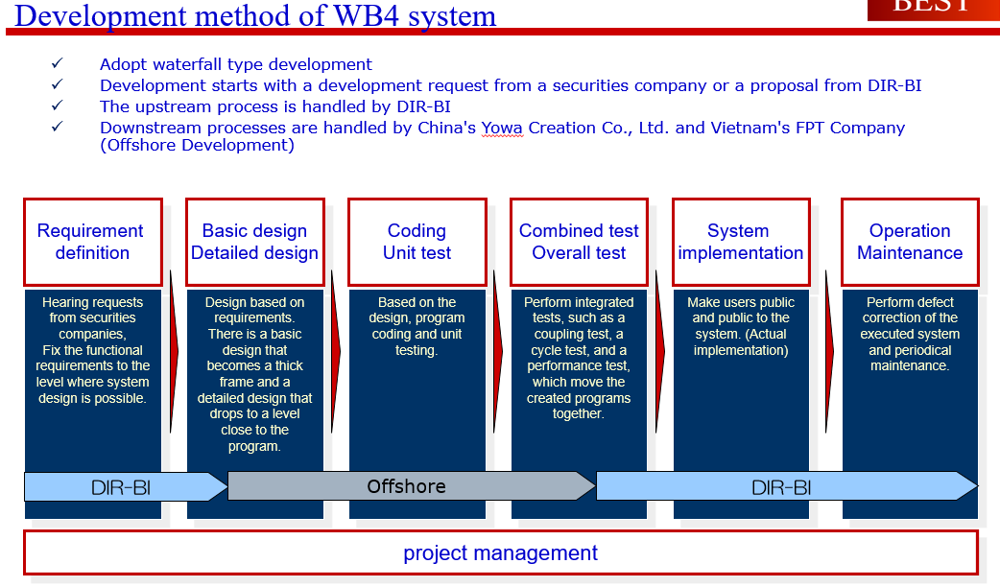 Development method of WB4 system
BEST
✓ Adopt waterfall type development
✓ Development starts with a development request from a securities company or a proposal from DIR-BI
✓ The upstream process is handled by DIR-BI
✓ Downstream processes are handled by China's Yowa Creation Co., Ltd. and Vietnam's FPT Company
(Offshore Development)
Requirement
definition
Hearing requests
from securities
companies,
Fix the functional
requirements to the
level where system
design is possible.
Basic design
Detailed design
Design based on
requirements.
There is a basic
design that
becomes a thick
frame and a
detailed design that
drops to a level
close to the
program.
Coding
Unit test
Based on the
design, program
coding and unit
testing.
Combined test
Overall test
Perform integrated
tests, such as a
coupling test, a
cycle test, and a
performance test,
which move the
created programs
together.
System
implementation
Make users public
and public to the
system. (Actual
implementation)
Operation
Maintenance
Perform defect
correction of the
executed system
and periodical
maintenance.
DIR-BI
Offshore
DIR-BI
project management